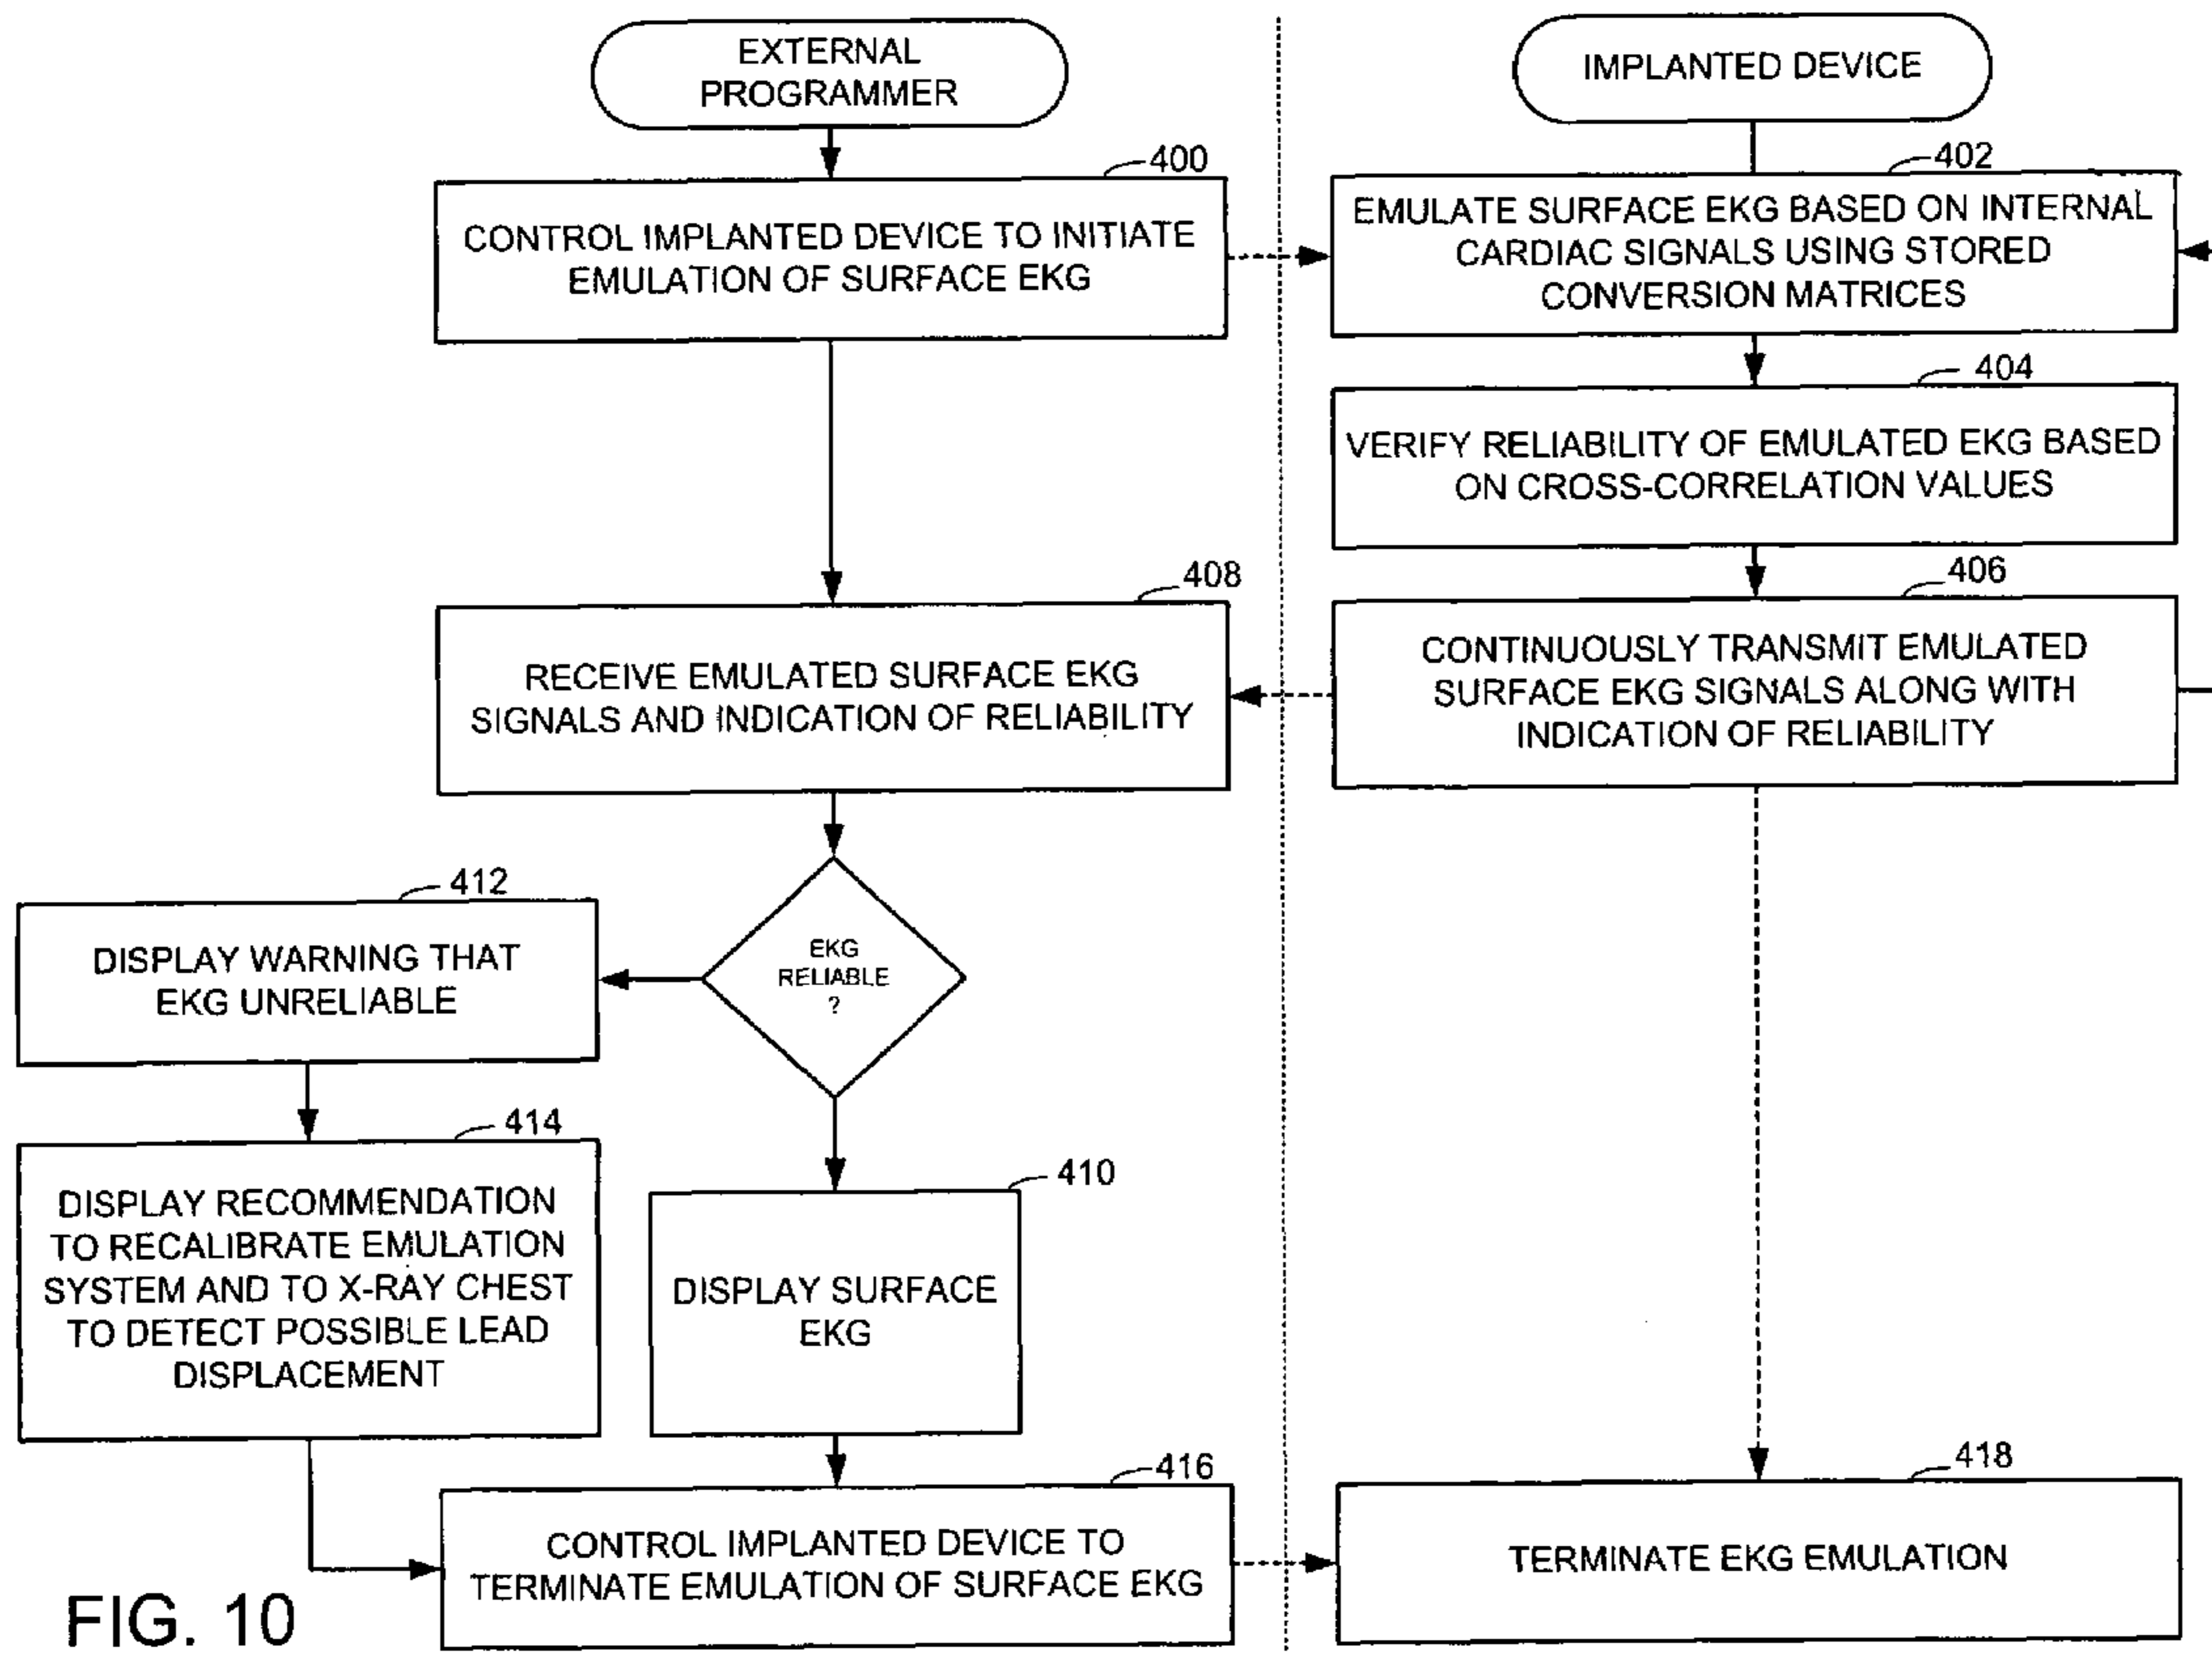 EXTERNAL
PROGRAMMER
IMPLANTED DEVICE
400
CONTROL IMPLANTED DEVICE TO INITIATE
EMULATION OF SURFACE EKG
402
EMULATE SURFACE EKG BASED ON INTERNAL
CARDIAC SIGNALS USING STORED
CONVERSION MATRICES
404
VERIFY RELIABILITY OF EMULATED EKG BASED
ON CROSS-CORRELATION VALUES
408
RECEIVE EMULATED SURFACE EKG
SIGNALS AND INDICATION OF RELIABILITY
406
CONTINUOUSLY TRANSMIT EMULATED
SURFACE EKG SIGNALS ALONG WITH
INDICATION OF RELIABILITY
EKG
RELIABLE
?
412
DISPLAY WARNING THAT
EKG UNRELIABLE
414
DISPLAY RECOMMENDATION
TO RECALIBRATE EMULATION
SYSTEM AND TO X-RAY CHEST
TO DETECT POSSIBLE LEAD
DISPLACEMENT
410
DISPLAY SURFACE
EKG
416
CONTROL IMPLANTED DEVICE TO
TERMINATE EMULATION OF SURFACE EKG
418
TERMINATE EKG EMULATION
FIG. 10